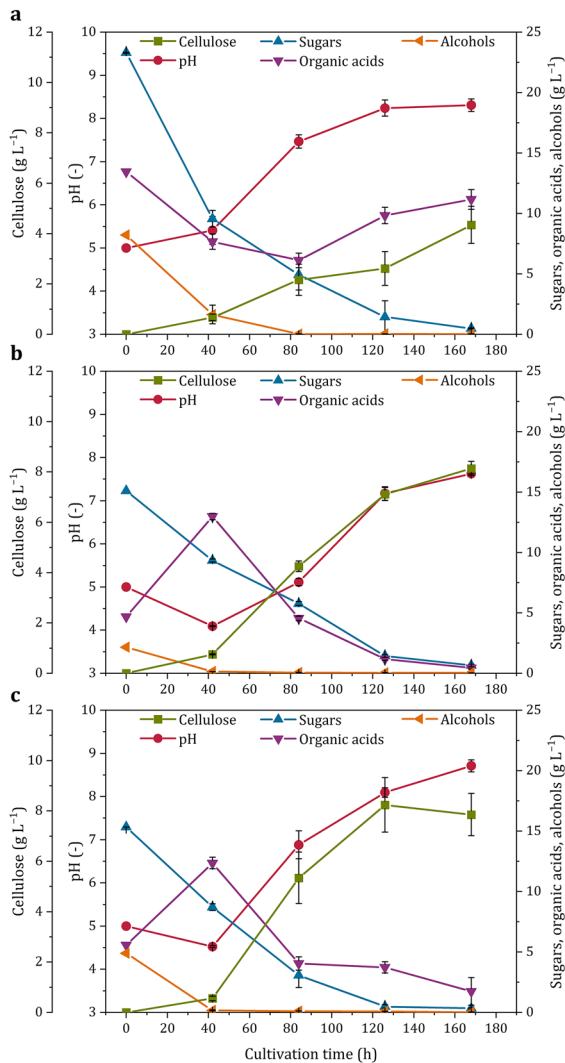 a
Cellulose Sugars Alcohols
pH Organic acids
12 10 25
10 9 20
8 8
7 15
6 6
4 5 10
2 4 5
0 3 0
Cellulose (g L⁻¹)
pH (-)
Sugars, organic acids, alcohols (g L⁻¹)
0 20 40 60 80 100 120 140 160 180
Cultivation time (h)
b
Cellulose Sugars Alcohols
pH Organic acids
12 10 25
10 9 20
8 8
7 15
6 6
4 5 10
2 4 5
0 3 0
Cellulose (g L⁻¹)
pH (-)
Sugars, organic acids, alcohols (g L⁻¹)
0 20 40 60 80 100 120 140 160 180
Cultivation time (h)
c
Cellulose Sugars Alcohols
pH Organic acids
12 10 25
10 9 20
8 8
7 15
6 6
4 5 10
2 4 5
0 3 0
Cellulose (g L⁻¹)
pH (-)
Sugars, organic acids, alcohols (g L⁻¹)
0 20 40 60 80 100 120 140 160 180
Cultivation time (h)